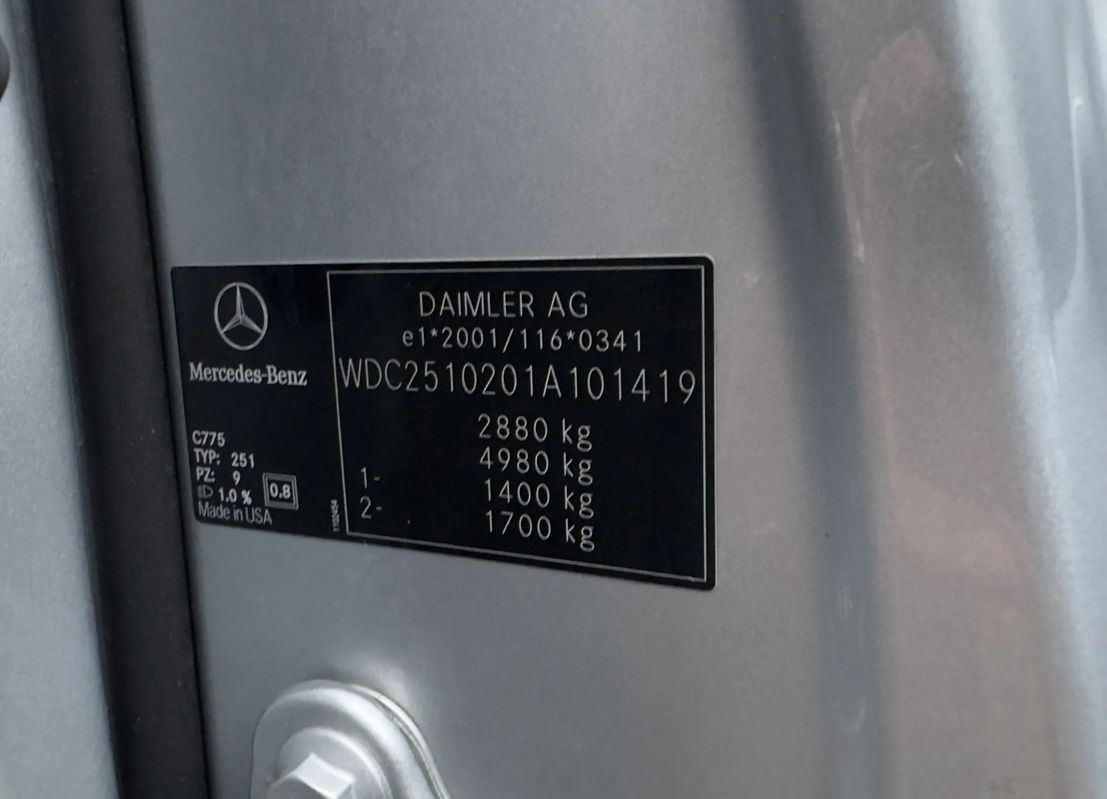 Mercedes-Benz
C775
TYP: 251
PZ: 9
1.0 % 0.8
Made in USA
1102494
DAIMLER AG
e1*2001/116*0341
WDC2510201A101419
2880 kg
4980 kg
1- 1400 kg
2- 1700 kg